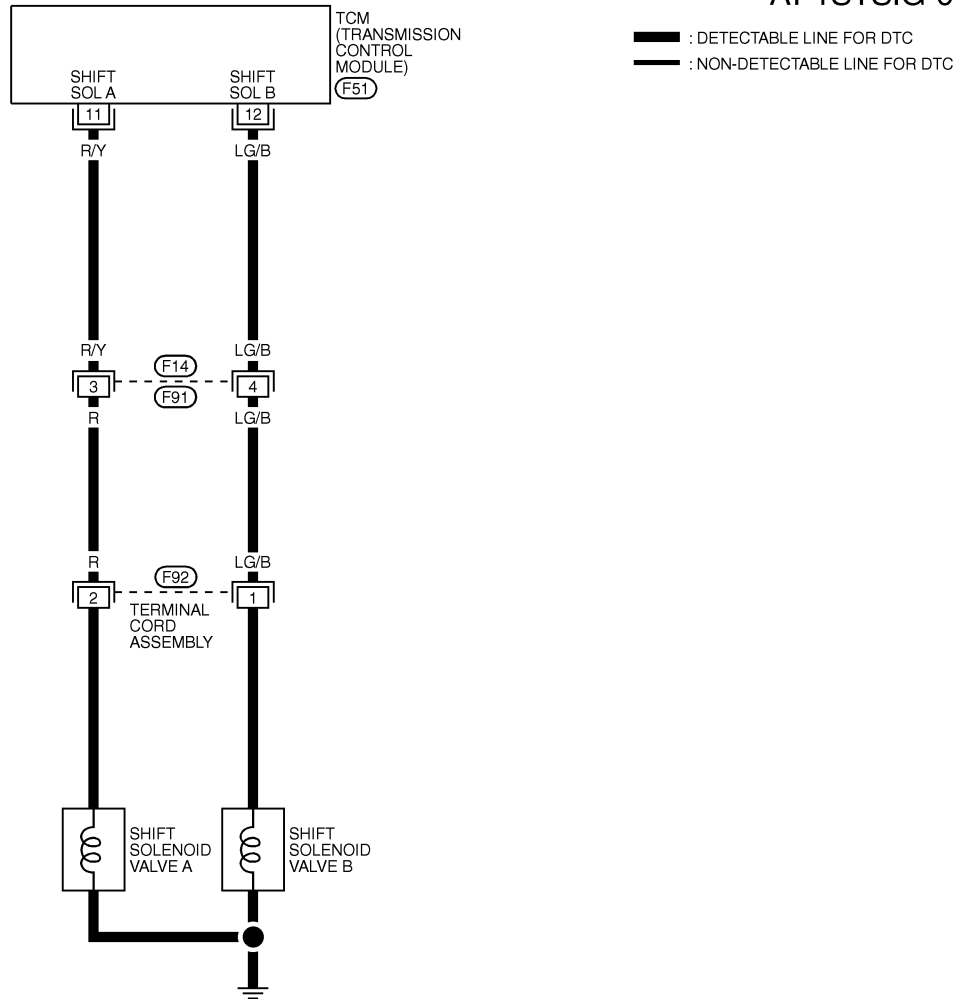 TCM
(TRANSMISSION
CONTROL
MODULE)
F51
: DETECTABLE LINE FOR DTC
: NON-DETECTABLE LINE FOR DTC
SHIFT
SOL A
SHIFT
SOL B
11
12
R/Y
LG/B
R/Y
LG/B
F14
3
4
F91
R
LG/B
R
LG/B
F92
2
1
TERMINAL
CORD
ASSEMBLY
SHIFT
SOLENOID
VALVE A
SHIFT
SOLENOID
VALVE B